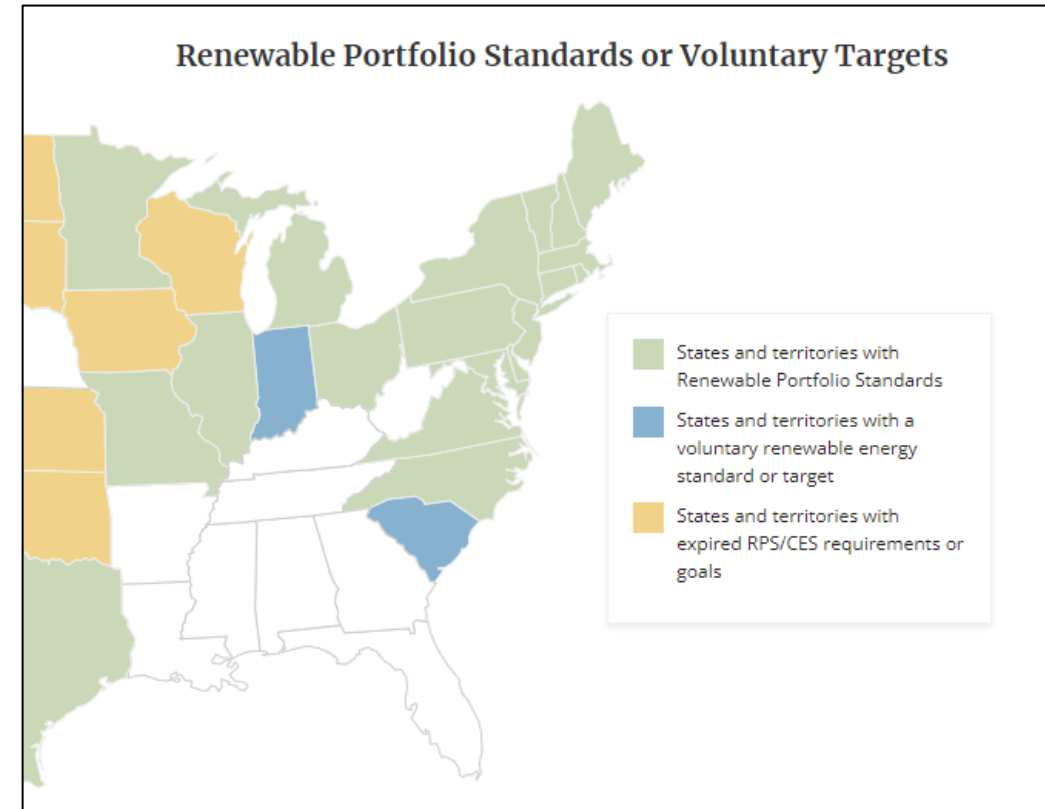 Renewable Portfolio Standards or Voluntary Targets
States and territories with
Renewable Portfolio Standards
States and territories with a
voluntary renewable energy
standard or target
States and territories with
expired RPS/CES requirements or
goals